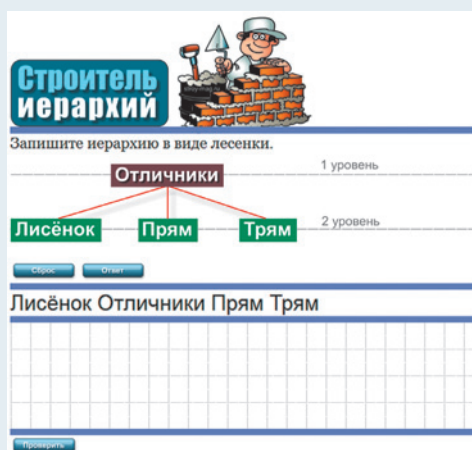 Строитель
иерархий
Запишите иерархию в виде лесенки.
Отличники
1 уровень
Лисёнок Прям Трям
2 уровень
Сброс Ответ
Лисёнок Отличники Прям Трям
Проверить